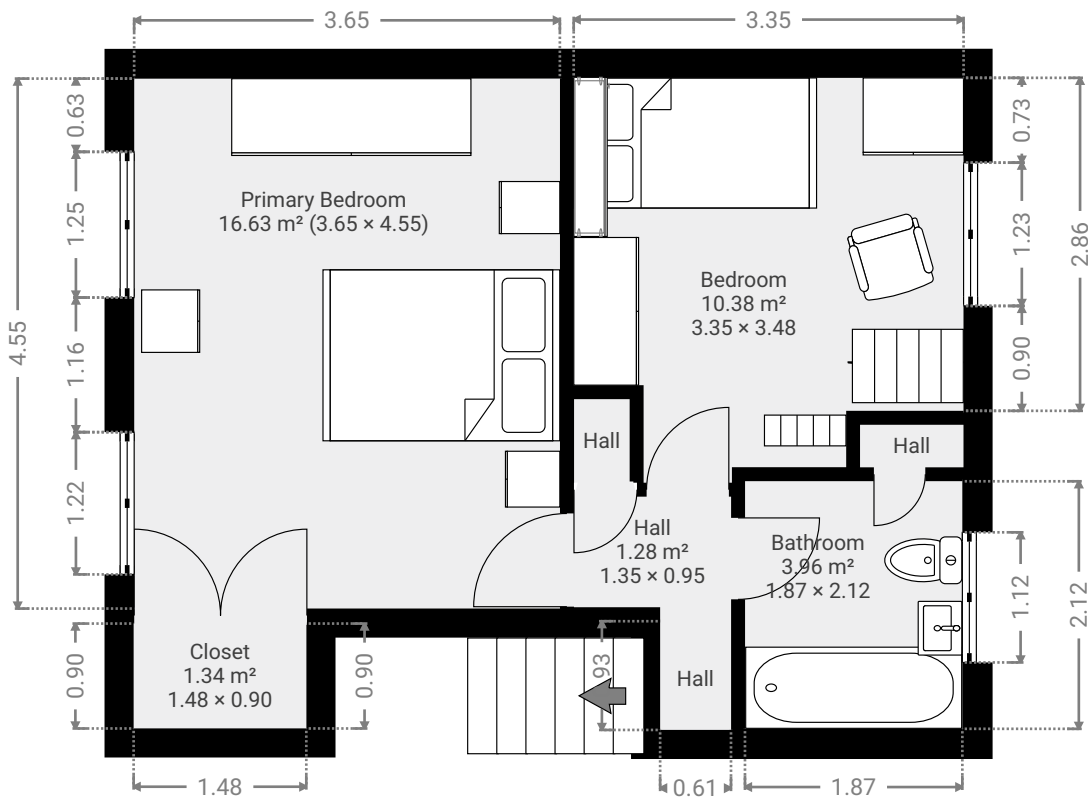 3.65
3.35
0.63
0.73
Primary Bedroom
16.63 m² (3.65 × 4.55)
1.25
1.23
2.86
Bedroom
10.38 m²
3.35 × 3.48
4.55
1.16
0.90
Hall
Hall
1.22
Hall
1.28 m²
1.35 × 0.95
Bathroom
3.96 m²
1.87 × 2.12
1.12
2.12
Closet
1.34 m²
1.48 × 0.90
0.90
0.90
.93
Hall
1.48
0.61
1.87